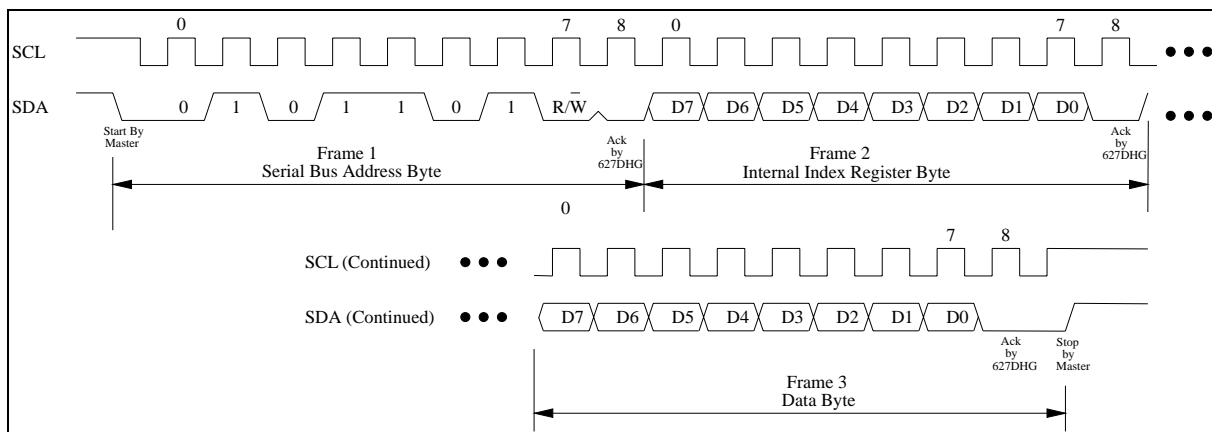 0 7 8 0 7 8
SCL
SDA 0 1 0 1 1 0 1 R/W̅ D7 D6 D5 D4 D3 D2 D1 D0
Start By
Master
Ack
by
627DHG
Ack
by
627DHG
Frame 1
Serial Bus Address Byte
Frame 2
Internal Index Register Byte
0
7 8
SCL (Continued)
SDA (Continued) D7 D6 D5 D4 D3 D2 D1 D0
Ack
by
627DHG
Stop
by
Master
Frame 3
Data Byte